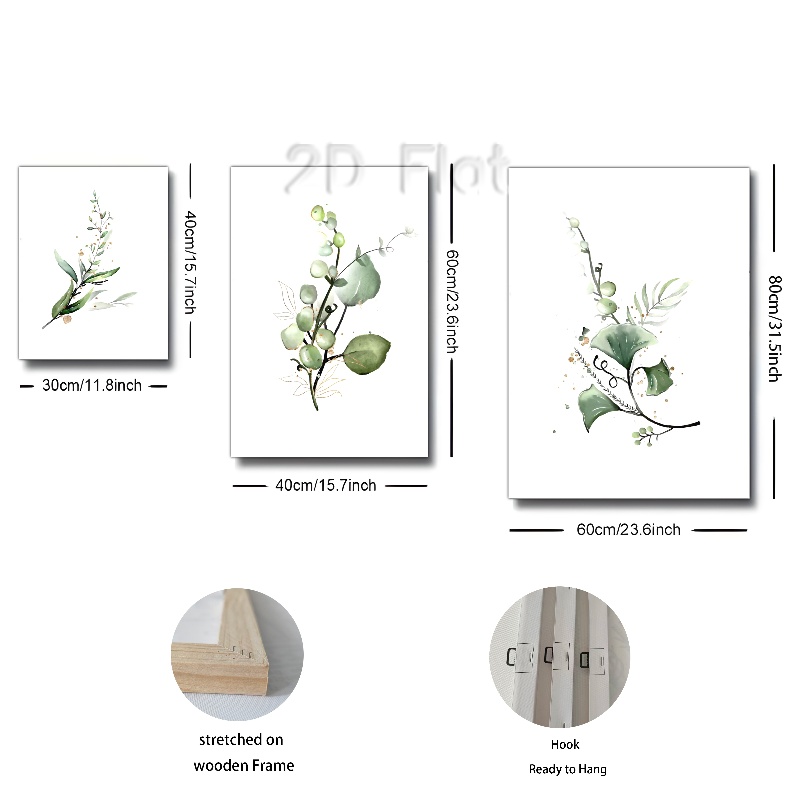 2D Flat
40cm/15.7inch
30cm/11.8inch
60cm/23.6inch
40cm/15.7inch
80cm/31.5inch
60cm/23.6inch
stretched on
wooden Frame
Hook
Ready to Hang